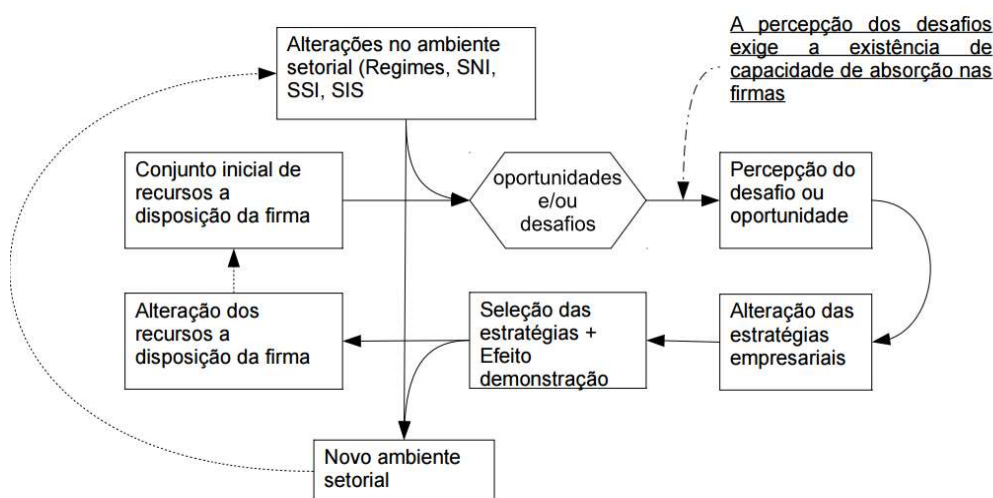 Alterações no ambiente
setorial (Regimes, SNI,
SSI, SIS
A percepção dos desafios
exige a existência de
capacidade de absorção nas
firmas
Conjunto inicial de
recursos a
disposição da firma
oportunidades
e/ou
desafios
Percepção do
desafio ou
oportunidade
Alteração dos
recursos a
disposição da firma
Seleção das
estratégias +
Efeito
demonstração
Alteração das
estratégias
empresariais
Novo ambiente
setorial